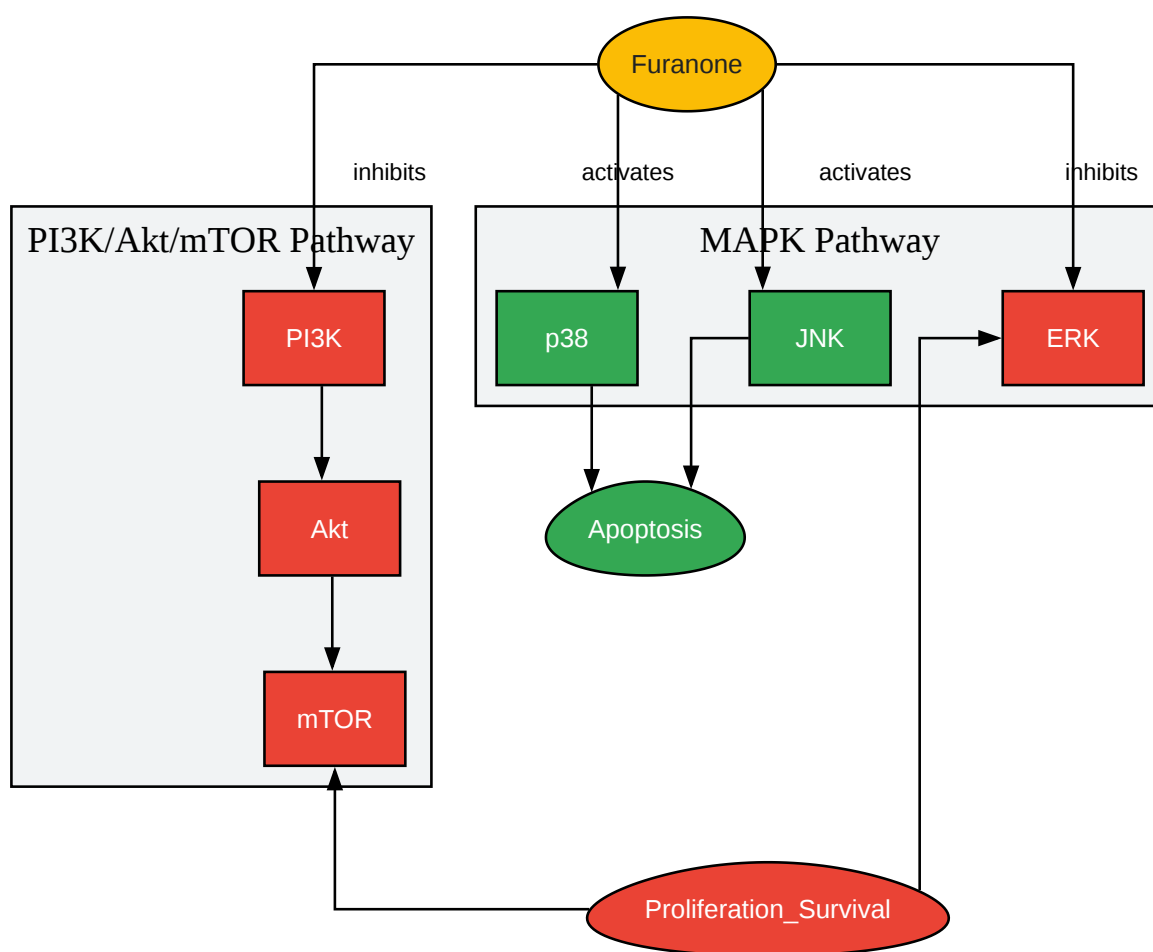 Furanone
inhibits
activates
activates
inhibits
PI3K/Akt/mTOR Pathway
MAPK Pathway
PI3K
p38
JNK
ERK
Akt
Apoptosis
mTOR
Proliferation_Survival